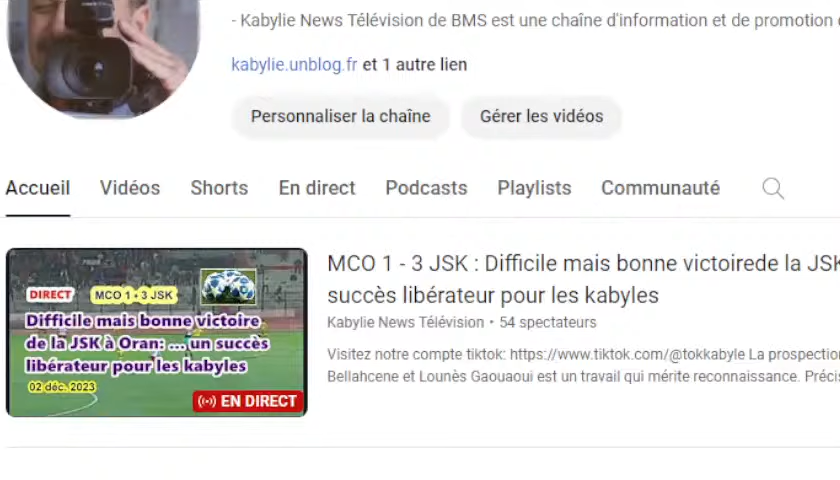 - Kabylie News Télévision de BMS est une chaîne d'information et de promotion
kabylie.unblog.fr et 1 autre lien
Personnaliser la chaîne Gérer les vidéos
Accueil Vidéos Shorts En direct Podcasts Playlists Communauté
MCO 1 - 3 JSK : Difficile mais bonne victoirede la JSK
succès libérateur pour les kabyles
Kabylie News Télévision • 54 spectateurs
Visitez notre compte tiktok: https://www.tiktok.com/@tokkabyle La prospection
Bellahcene et Lounès Gaouaoui est un travail qui mérite reconnaissance. Précis
DIRECT MCO 1 - 3 JSK
Difficile mais bonne victoire
de la JSK à Oran: ... un succès
libérateur pour les kabyles
02 déc. 2023
EN DIRECT